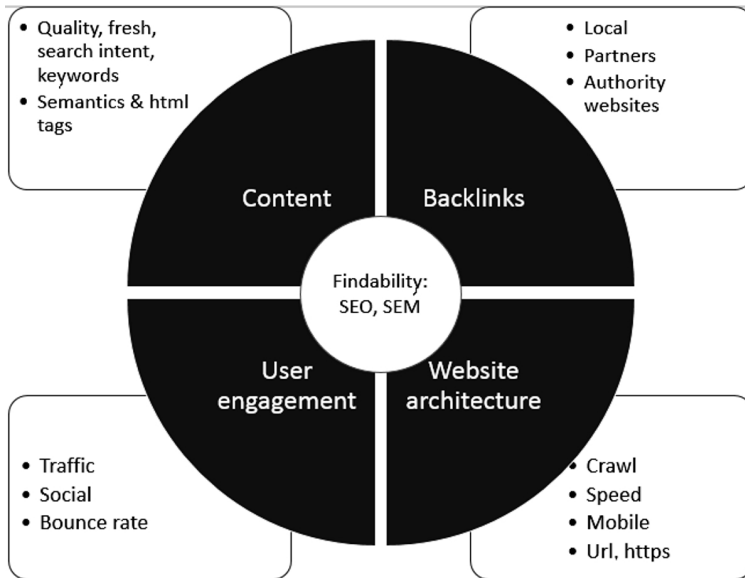 • Quality, fresh,
search intent,
keywords
• Semantics & html
tags
• Local
• Partners
• Authority
websites
Content
Backlinks
Findability:
SEO, SEM
User
engagement
Website
architecture
• Traffic
• Social
• Bounce rate
• Crawl
• Speed
• Mobile
• Url, https